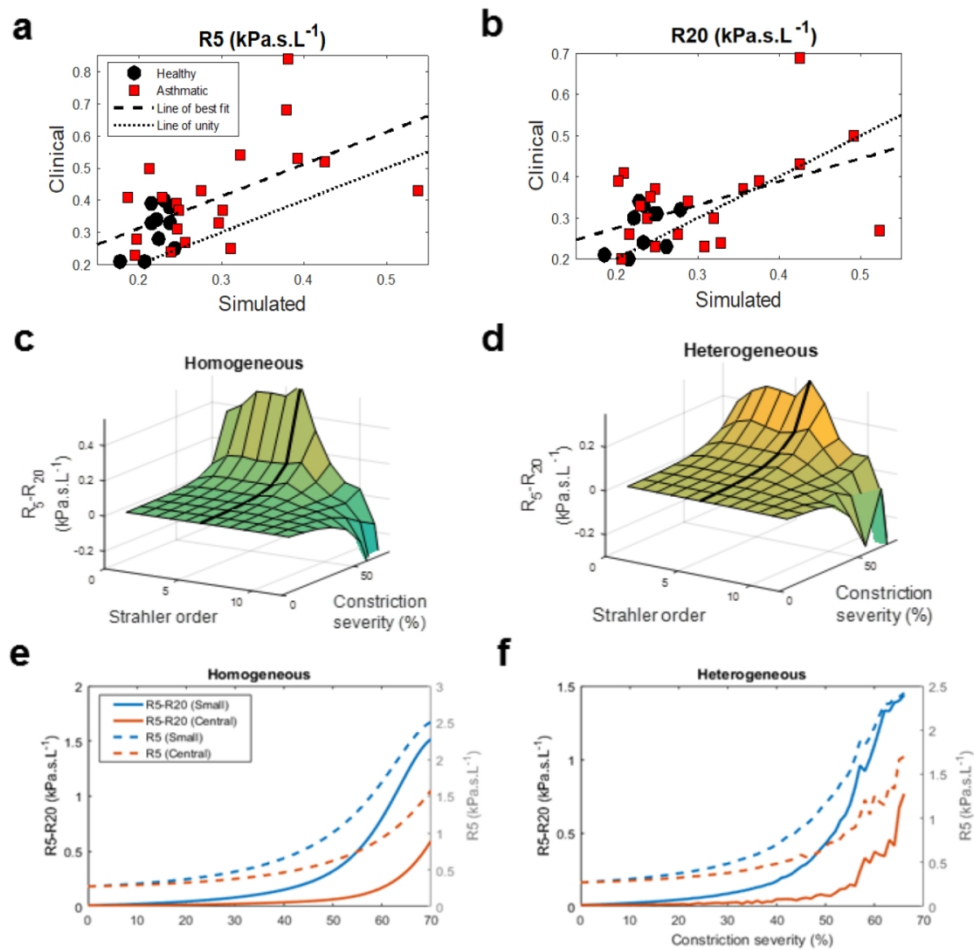 a
R5 (kPa.s.L-1)
0.8
0.7
0.6
0.5
0.4
0.3
0.2
Clinical
Healthy
Asthmatic
Line of best fit
Line of unity
0.2
0.3
0.4
0.5
Simulated
b
R20 (kPa.s.L-1)
0.7
0.6
0.5
0.4
0.3
0.2
Clinical
0.2
0.3
0.4
0.5
Simulated
c
Homogeneous
0.4
0.2
0
-0.2
R5-R20
(kPa.s.L-1)
0
5
10
Strahler order
0
50
Constriction
severity (%)
d
Heterogeneous
0.2
0
-0.2
R5-R20
(kPa.s.L-1)
0
5
10
Strahler order
0
50
Constriction
severity (%)
e
Homogeneous
2
1.5
1
0.5
0
R5-R20 (kPa.s.L-1)
R5-R20 (Small)
R5-R20 (Central)
R5 (Small)
R5 (Central)
3
2.5
2
1.5
1
0.5
0
R5 (kPa.s.L-1)
0
10
20
30
40
50
60
70
f
Heterogeneous
1.5
1
0.5
0
R5-R20 (kPa.s.L-1)
2.5
2
1.5
1
0.5
0
R5 (kPa.s.L-1)
0
10
20
30
40
50
60
70
Constriction severity (%)